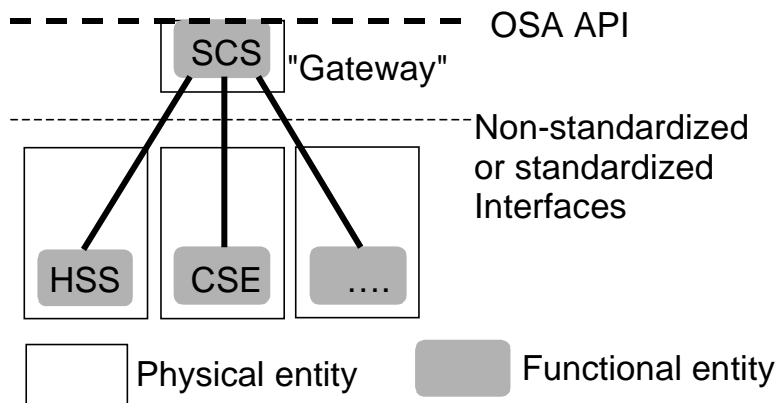 OSA API
SCS
"Gateway"
Non-standardized
or standardized
Interfaces
HSS CSE ....
Physical entity Functional entity